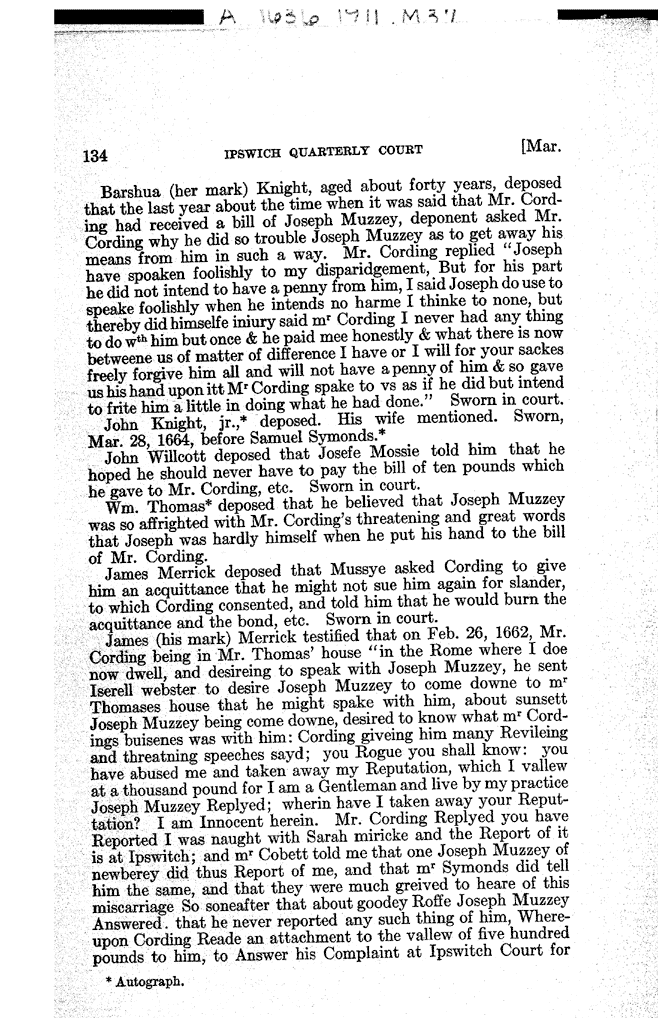 A 1636 1911 . M37
134 IPSWICH QUARTERLY COURT [Mar.
Barshua (her mark) Knight, aged about forty years, deposed
that the last year about the time when it was said that Mr. Cord-
ing had received a bill of Joseph Muzzey, deponent asked Mr.
Cording why he did so trouble Joseph Muzzey as to get away his
means from him in such a way. Mr. Cording replied "Joseph
have spoaken foolishly to my disparidgement, But for his part
he did not intend to have a penny from him, I said Joseph do use to
speake foolishly when he intends no harme I thinke to none, but
thereby did himselfe iniury said mʳ Cording I never had any thing
to do wᵗʰ him but once & he paid mee honestly & what there is now
betweene us of matter of difference I have or I will for your sackes
freely forgive him all and will not have a penny of him & so gave
us his hand upon itt Mʳ Cording spake to vs as if he did but intend
to frite him a little in doing what he had done." Sworn in court.
John Knight, jr.,* deposed. His wife mentioned. Sworn,
Mar. 28, 1664, before Samuel Symonds.*
John Willcott deposed that Josefe Mossie told him that he
hoped he should never have to pay the bill of ten pounds which
he gave to Mr. Cording, etc. Sworn in court.
Wm. Thomas* deposed that he believed that Joseph Muzzey
was so affrighted with Mr. Cording's threatening and great words
that Joseph was hardly himself when he put his hand to the bill
of Mr. Cording.
James Merrick deposed that Mussye asked Cording to give
him an acquittance that he might not sue him again for slander,
to which Cording consented, and told him that he would burn the
acquittance and the bond, etc. Sworn in court.
James (his mark) Merrick testified that on Feb. 26, 1662, Mr.
Cording being in Mr. Thomas' house "in the Rome where I doe
now dwell, and desireing to speak with Joseph Muzzey, he sent
Iserell webster to desire Joseph Muzzey to come downe to mʳ
Thomases house that he might spake with him, about sunsett
Joseph Muzzey being come downe, desired to know what mʳ Cord-
ings buisenes was with him: Cording giveing him many Revileing
and threatning speeches sayd; you Rogue you shall know: you
have abused me and taken away my Reputation, which I vallew
at a thousand pound for I am a Gentleman and live by my practice
Joseph Muzzey Replyed; wherin have I taken away your Reput-
tation? I am Innocent herein. Mr. Cording Replyed you have
Reported I was naught with Sarah miricke and the Report of it
is at Ipswitch; and mʳ Cobett told me that one Joseph Muzzey of
newberey did thus Report of me, and that mʳ Symonds did tell
him the same, and that they were much greived to heare of this
miscarriage So soneafter that about goodey Roffe Joseph Muzzey
Answered. that he never reported any such thing of him, Where-
upon Cording Reade an attachment to the vallew of five hundred
pounds to him, to Answer his Complaint at Ipswitch Court for
* Autograph.